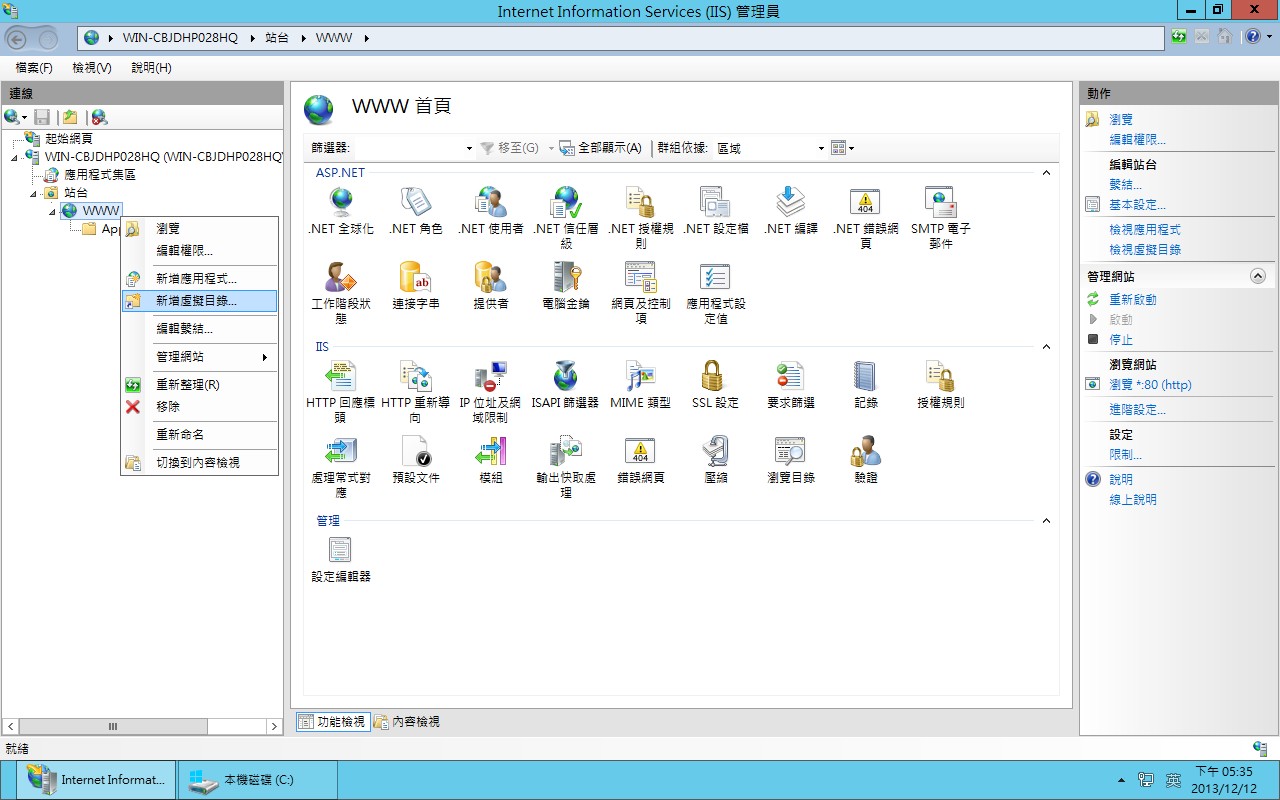 Internet Information Services (IIS) 管理員
WIN-CBJDHP028HQ 站台 WWW
檔案(F) 檢視(V) 說明(H)
連線
起始網頁
WIN-CBJDHP028HQ (WIN-CBJDHP028HQ\
應用程式集區
站台
WWW
App
瀏覽
編輯權限...
新增應用程式...
新增虛擬目錄...
編輯繫結...
管理網站
重新整理(R)
移除
重新命名
切換到內容檢視
WWW 首頁
篩選器: 移至(G) 全部顯示(A) 群組依據: 區域
ASP.NET
.NET 全球化
.NET 角色
.NET 使用者
.NET 信任層
級
.NET 授權規
則
.NET 設定檔
.NET 編譯
.NET 錯誤網
頁
404
SMTP 電子
郵件
工作階段狀
態
連接字串
ab
提供者
電腦金鑰
網頁及控制
項
應用程式設
定值
IIS
HTTP 回應標
頭
HTTP 重新導
向
IP 位址及網
域限制
ISAPI 篩選器
MIME 類型
SSL 設定
要求篩選
記錄
授權規則
處理常式對
應
預設文件
模組
輸出快取處
理
404
錯誤網頁
壓縮
瀏覽目錄
驗證
管理
設定編輯器
功能檢視 內容檢視
動作
瀏覽
編輯權限...
編輯站台
繫結...
基本設定...
檢視應用程式
檢視虛擬目錄
管理網站
重新啟動
啟動
停止
瀏覽網站
瀏覽 *:80 (http)
進階設定...
設定
限制...
說明
線上說明
就緒
Internet Informat...
本機磁碟 (C:)
英
下午 05:35
2013/12/12